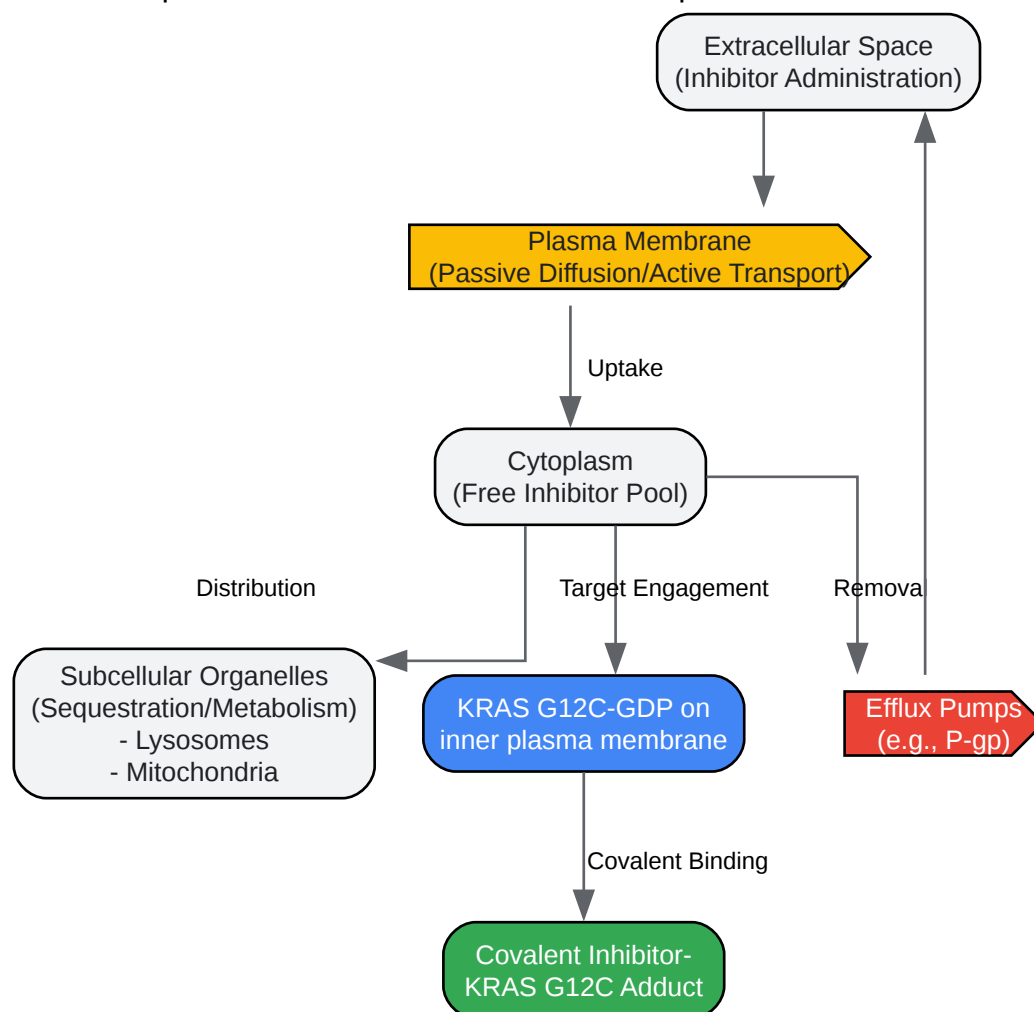 Extracellular Space
(Inhibitor Administration)
Plasma Membrane
(Passive Diffusion/Active Transport)
Uptake
Cytoplasm
(Free Inhibitor Pool)
Distribution
Target Engagement
Removal
Subcellular Organelles
(Sequestration/Metabolism)
- Lysosomes
- Mitochondria
KRAS G12C-GDP on
inner plasma membrane
Efflux Pumps
(e.g., P-gp)
Covalent Binding
Covalent Inhibitor-
KRAS G12C Adduct